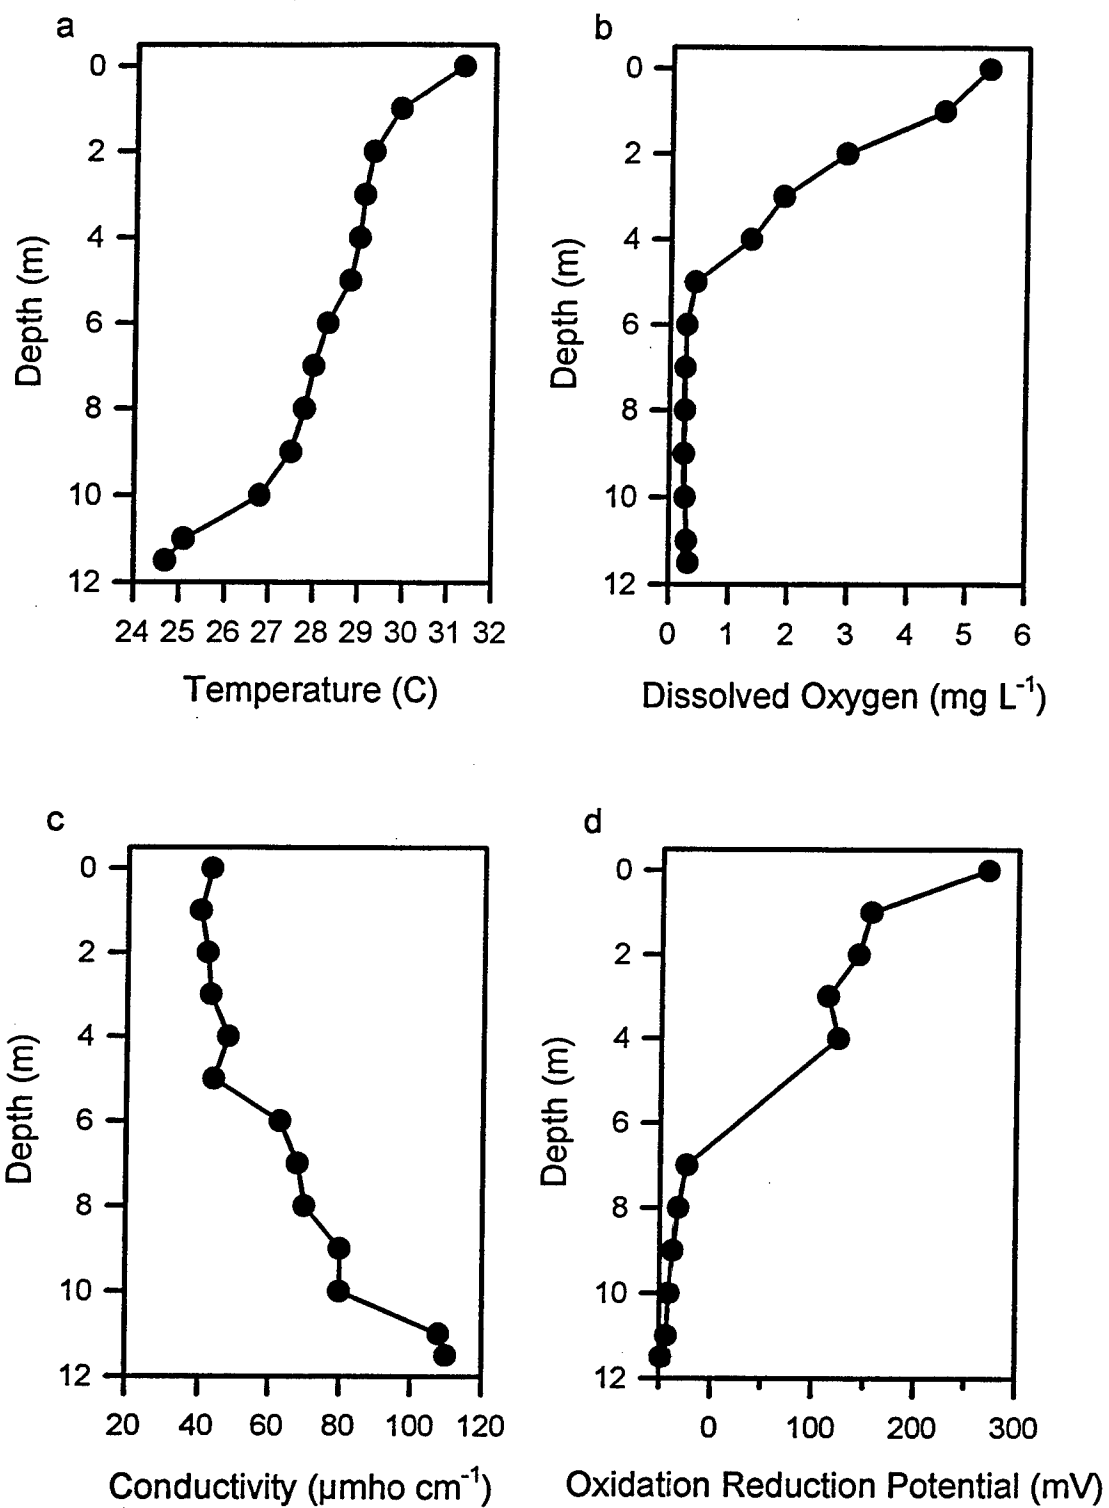 a
0
2
4
6
8
10
12
Depth (m)
24 25 26 27 28 29 30 31 32
Temperature (C)
b
0
2
4
6
8
10
12
Depth (m)
0 1 2 3 4 5 6
Dissolved Oxygen (mg L⁻¹)
c
0
2
4
6
8
10
12
Depth (m)
20 40 60 80 100 120
Conductivity (µmho cm⁻¹)
d
0
2
4
6
8
10
12
Depth (m)
0 100 200 300
Oxidation Reduction Potential (mV)